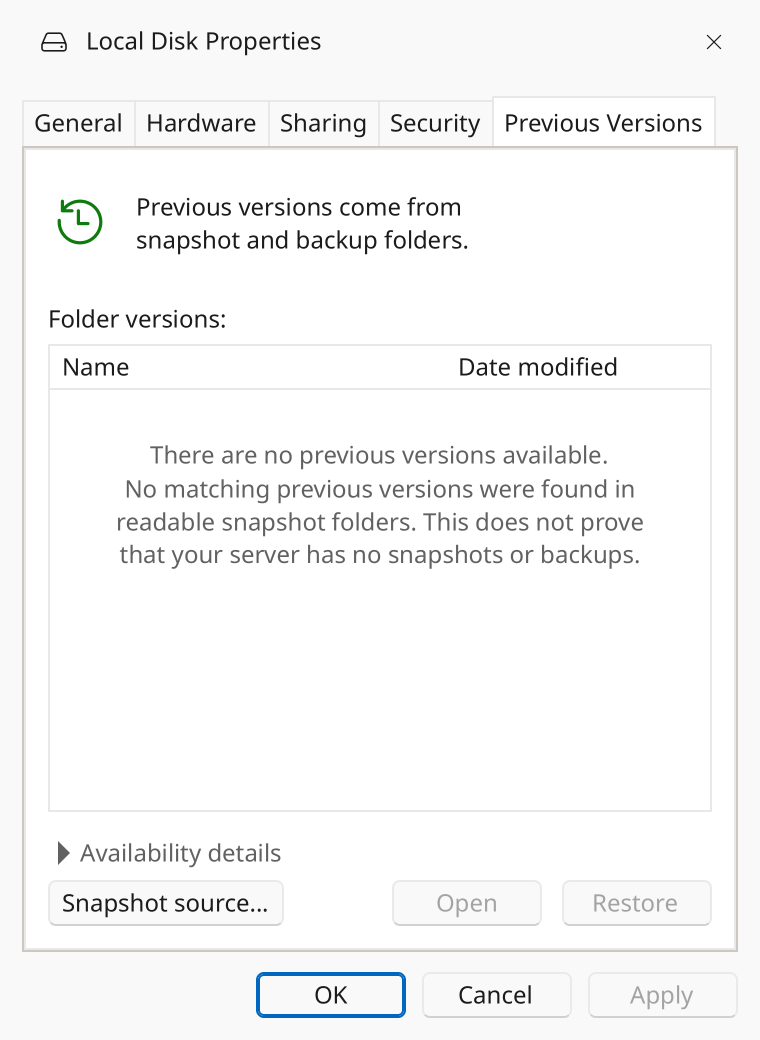 Local Disk Properties
General Hardware Sharing Security Previous Versions
Previous versions come from
snapshot and backup folders.
Folder versions:
Name Date modified
There are no previous versions available.
No matching previous versions were found in
readable snapshot folders. This does not prove
that your server has no snapshots or backups.
Availability details
Snapshot source... Open Restore
OK Cancel Apply